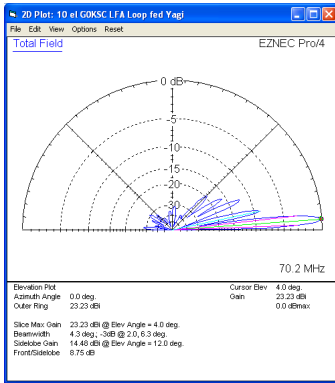 2D Plot: 10 el G0KSC LFA Loop fed Yagi
File Edit View Options Reset
Total Field
EZNEC Pro/4
0 dB
-5
-10
-15
-20
-30
70.2 MHz
Elevation Plot
Cursor Elev 4.0 deg.
Azimuth Angle 0.0 deg.
Gain 23.23 dBi
Outer Ring 23.23 dBi
0.0 dBmax
Slice Max Gain 23.23 dBi @ Elev Angle = 4.0 deg.
Beamwidth 4.3 deg.; -3dB @ 2.0, 6.3 deg.
Sidelobe Gain 14.48 dBi @ Elev Angle = 12.0 deg.
Front/Sidelobe 8.75 dB